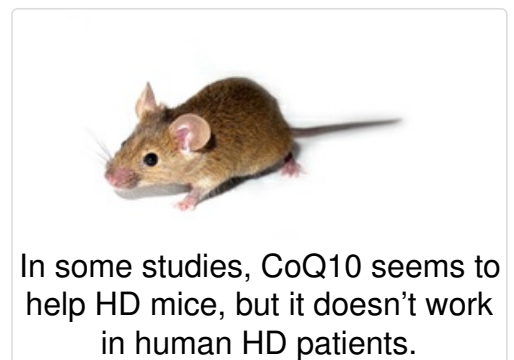 In some studies, CoQ10 seems to
help HD mice, but it doesn't work
in human HD patients.